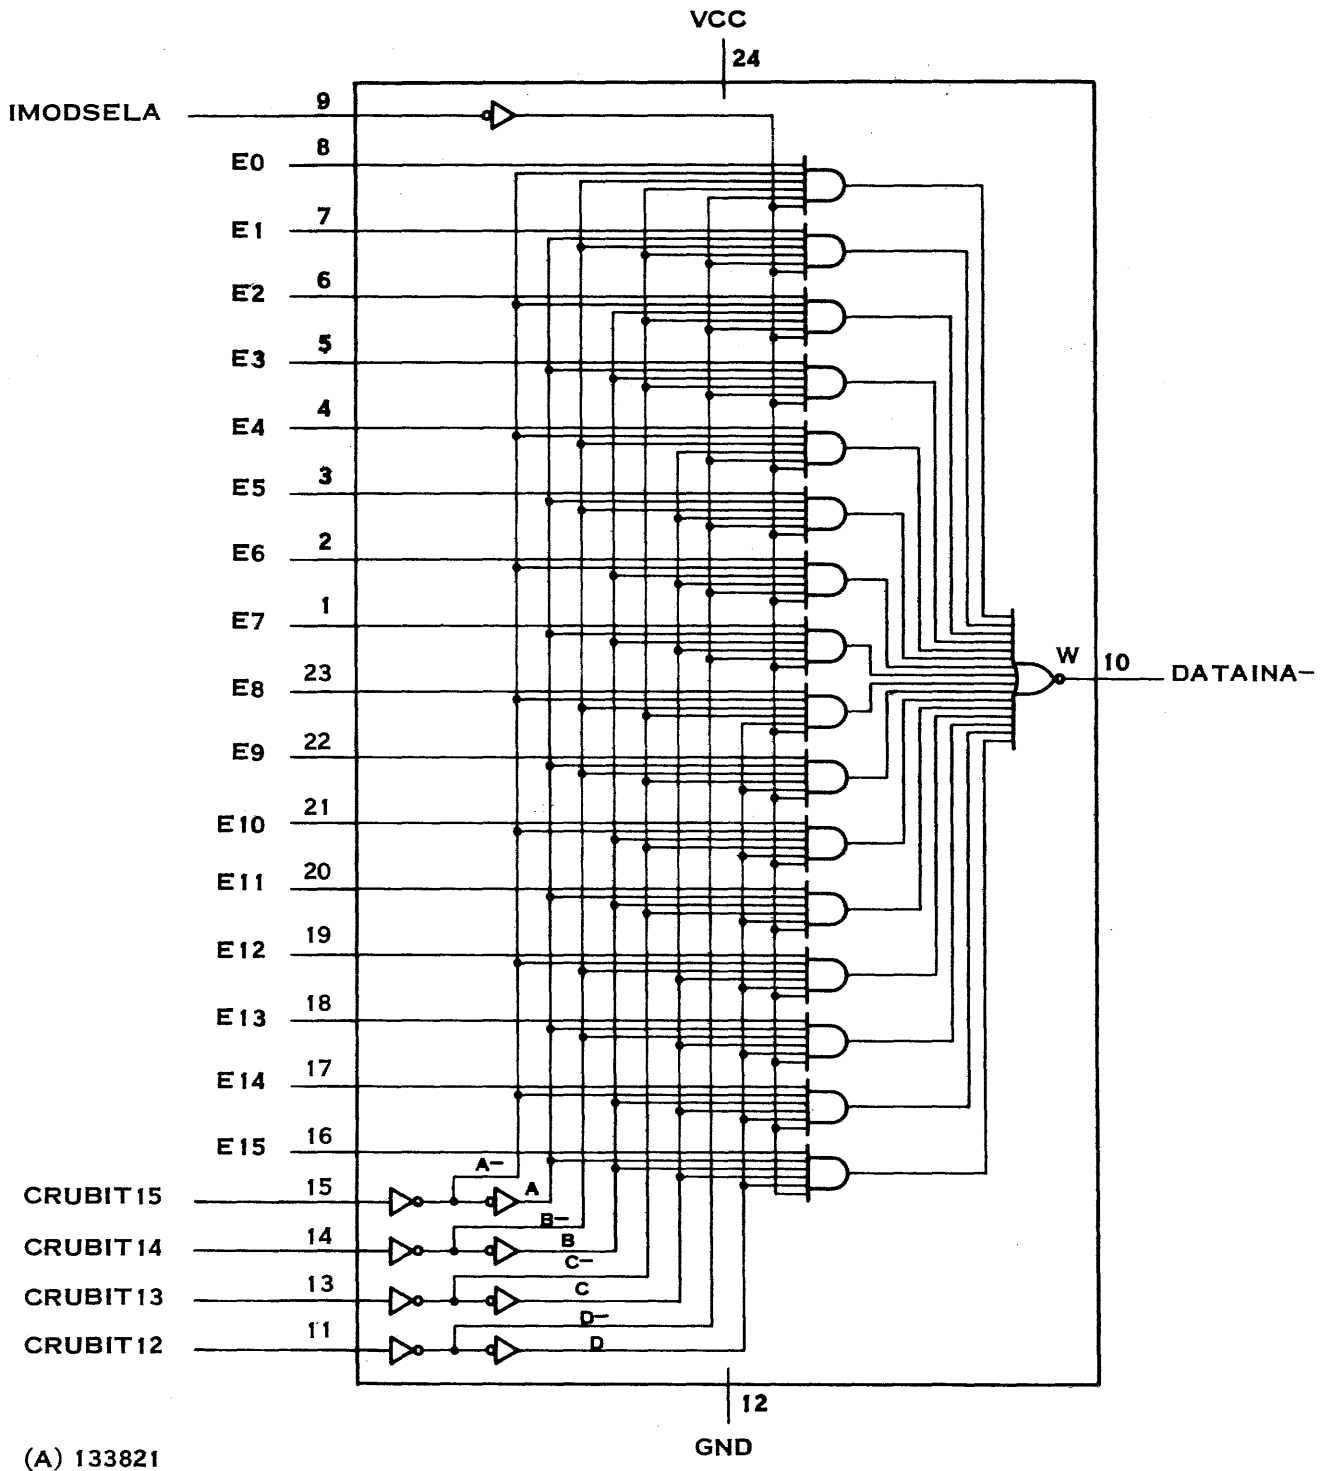 VCC
24
IMODSELA 9
E0 8
E1 7
E2 6
E3 5
E4 4
E5 3
E6 2
E7 1
W 10 DATAINA-
E8 23
E9 22
E10 21
E11 20
E12 19
E13 18
E14 17
E15 16
A-
CRUBIT15 15 A
B-
CRUBIT14 14 B
C-
CRUBIT13 13 C
D-
CRUBIT12 11 D
12
GND
(A) 133821